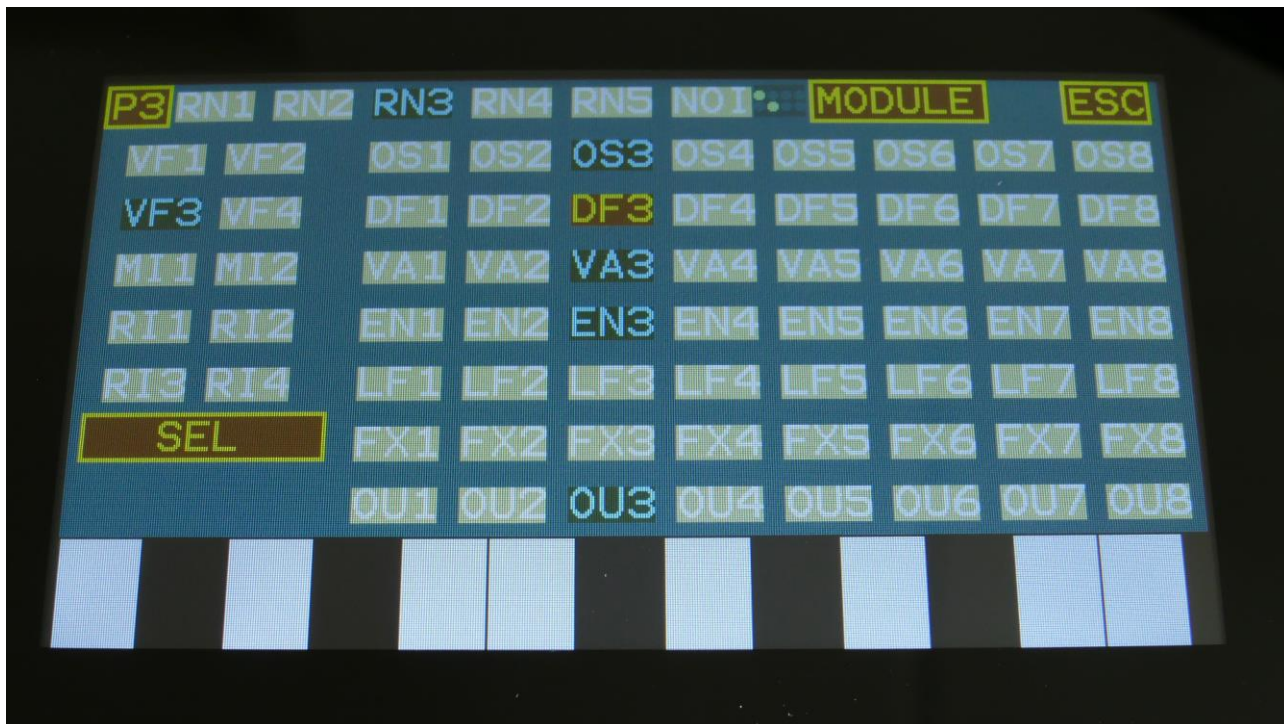 P3 RN1 RN2 RN3 RN4 RN5 NOI MODULE ESC
VF1 VF2 OS1 OS2 OS3 OS4 OS5 OS6 OS7 OS8
VF3 VF4 DF1 DF2 DF3 DF4 DF5 DF6 DF7 DF8
MI1 MI2 VA1 VA2 VA3 VA4 VA5 VA6 VA7 VA8
RI1 RI2 EN1 EN2 EN3 EN4 EN5 EN6 EN7 EN8
RI3 RI4 LF1 LF2 LF3 LF4 LF5 LF6 LF7 LF8
SEL FX1 FX2 FX3 FX4 FX5 FX6 FX7 FX8
OU1 OU2 OU3 OU4 OU5 OU6 OU7 OU8